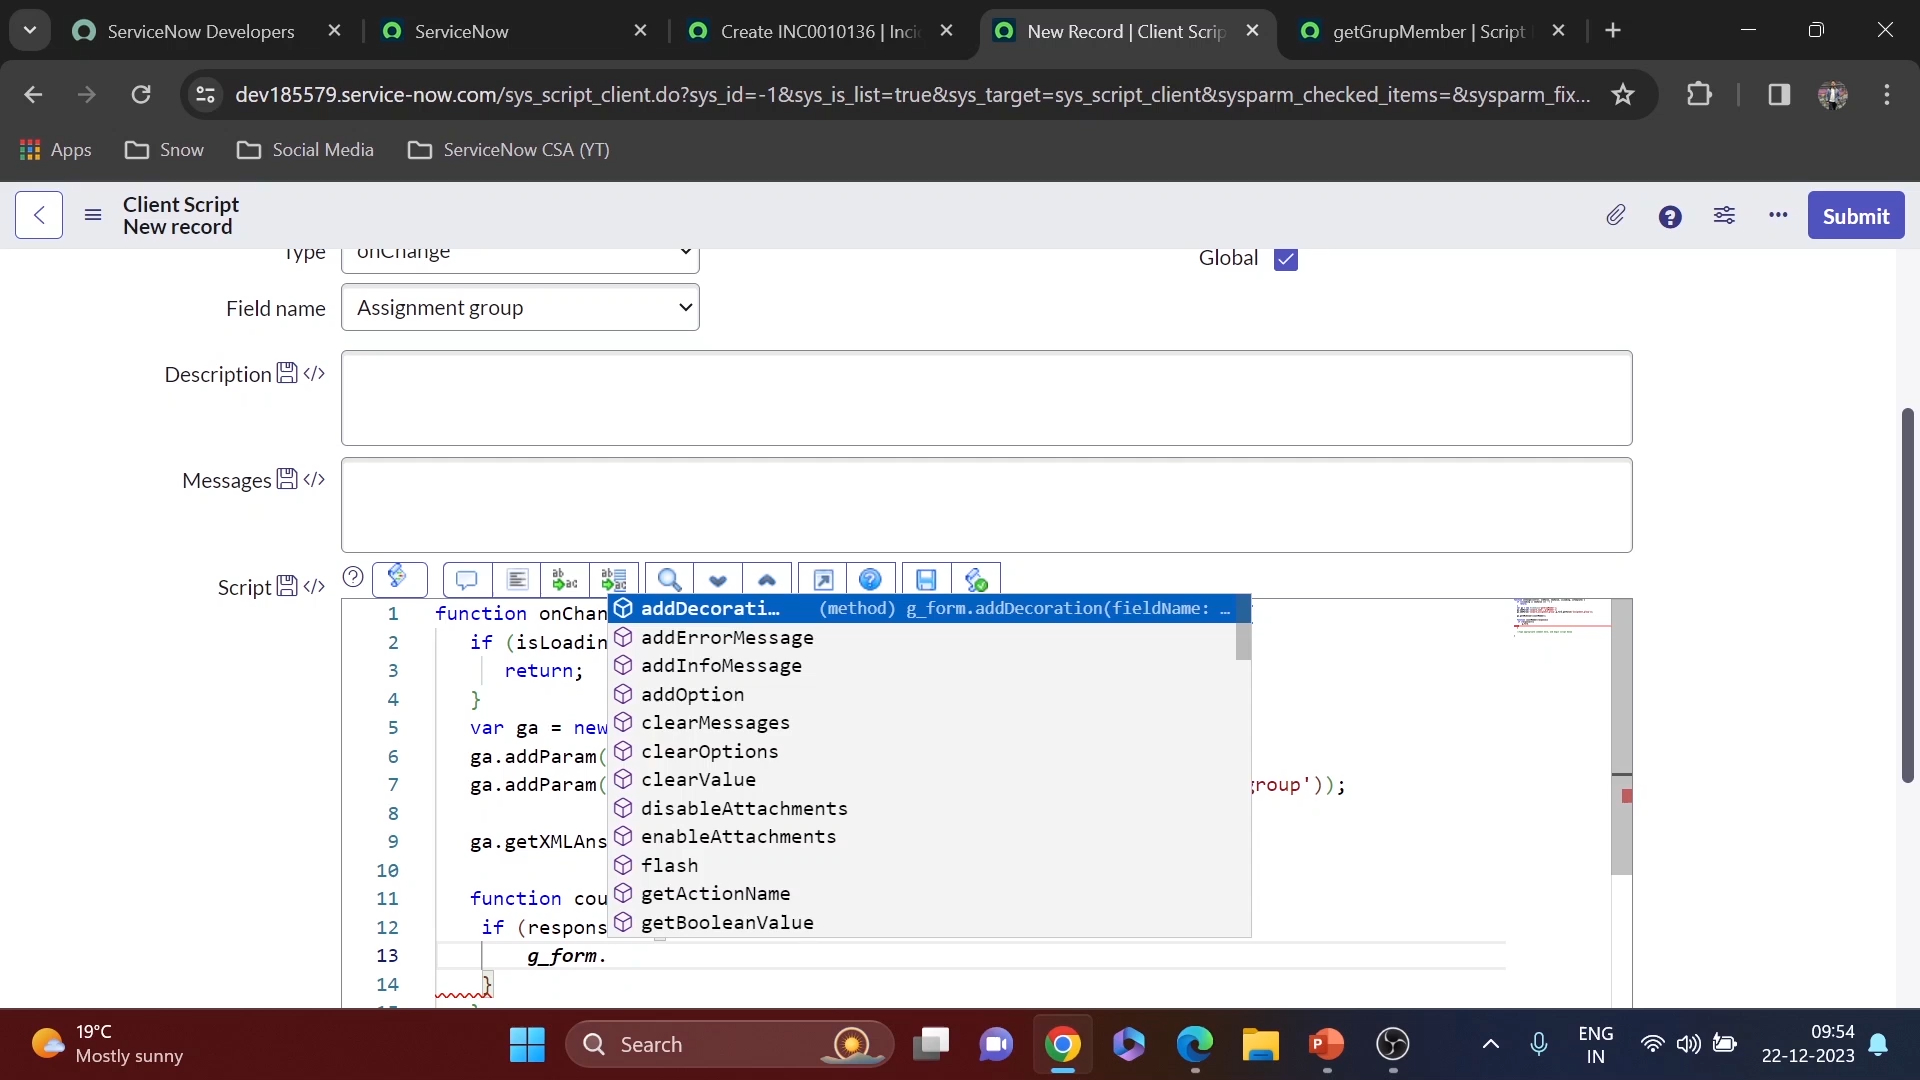 ServiceNow Developers
ServiceNow
Create INC0010136 | Inci
New Record | Client Scrip
getGrupMember | Script
dev185579.service-now.com/sys_script_client.do?sys_id=-1&sys_is_list=true&sys_target=sys_script_client&sysparm_checked_items=&sysparm_fix...
Apps
Snow
Social Media
ServiceNow CSA (YT)
Client Script
New record
Submit
Type
onChange
Global
Field name
Assignment group
Description
Messages
Script
1 function onChan
2 if (isLoadin
3 return;
4 }
5 var ga = new
6 ga.addParam(
7 ga.addParam( group'));
8
9 ga.getXMLAns
10
11 function cou
12 if (respons
13 g_form.
14 }
addDecorati... (method) g_form.addDecoration(fieldName: ...
addErrorMessage
addInfoMessage
addOption
clearMessages
clearOptions
clearValue
disableAttachments
enableAttachments
flash
getActionName
getBooleanValue
19°C
Mostly sunny
Search
ENG
IN
09:54
22-12-2023